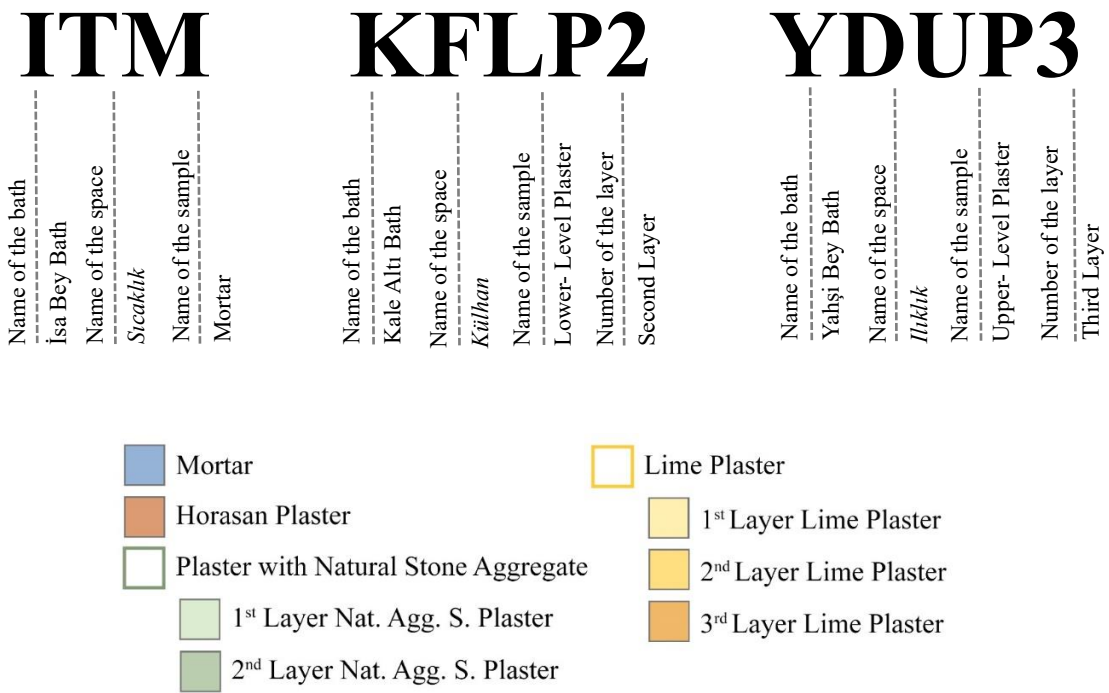 ITM
Name of the bath
İsa Bey Bath
Name of the space
Sıcaklık
Name of the sample
Mortar
KFLP2
Name of the bath
Kale Altı Bath
Name of the space
Külhan
Name of the sample
Lower- Level Plaster
Number of the layer
Second Layer
YDUP3
Name of the bath
Yahşi Bey Bath
Name of the space
Ilıklık
Name of the sample
Upper- Level Plaster
Number of the layer
Third Layer
Mortar
Horasan Plaster
Plaster with Natural Stone Aggregate
1st Layer Nat. Agg. S. Plaster
2nd Layer Nat. Agg. S. Plaster
Lime Plaster
1st Layer Lime Plaster
2nd Layer Lime Plaster
3rd Layer Lime Plaster